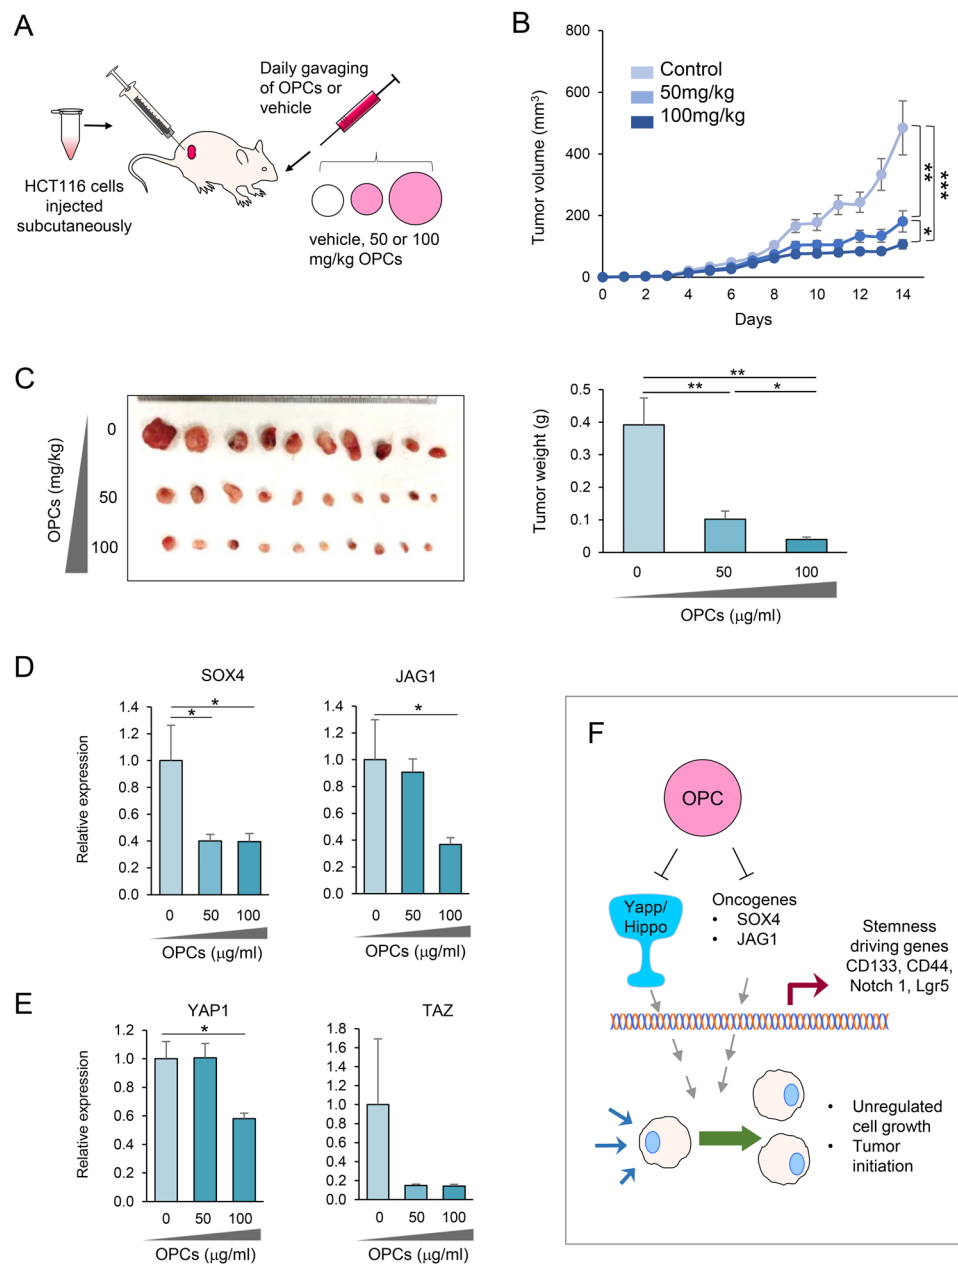 A
Daily gavaging
of OPCs or
vehicle
HCT116 cells
injected
subcutaneously
vehicle, 50 or 100
mg/kg OPCs
B
800
600
400
200
0
Tumor volume (mm³)
Control
50mg/kg
100mg/kg
**
***
*
0 2 4 6 8 10 12 14
Days
C
OPCs (mg/kg)
0
50
100
**
** *
0.5
0.4
0.3
0.2
0.1
0
Tumor weight (g)
0 50 100
OPCs (µg/ml)
D
SOX4
*
*
1.4
1.2
1.0
0.8
0.6
0.4
0.2
0.0
Relative expression
0 50 100
OPCs (µg/ml)
JAG1
*
1.4
1.2
1.0
0.8
0.6
0.4
0.2
0.0
0 50 100
OPCs (µg/ml)
E
YAP1
*
1.2
1.0
0.8
0.6
0.4
0.2
0.0
Relative expression
0 50 100
OPCs (µg/ml)
TAZ
1.8
1.6
1.4
1.2
1.0
0.8
0.6
0.4
0.2
0.0
0 50 100
OPCs (µg/ml)
F
OPC
Yapp/
Hippo
Oncogenes
• SOX4
• JAG1
Stemness
driving genes
CD133, CD44,
Notch 1, Lgr5
• Unregulated
cell growth
• Tumor
initiation